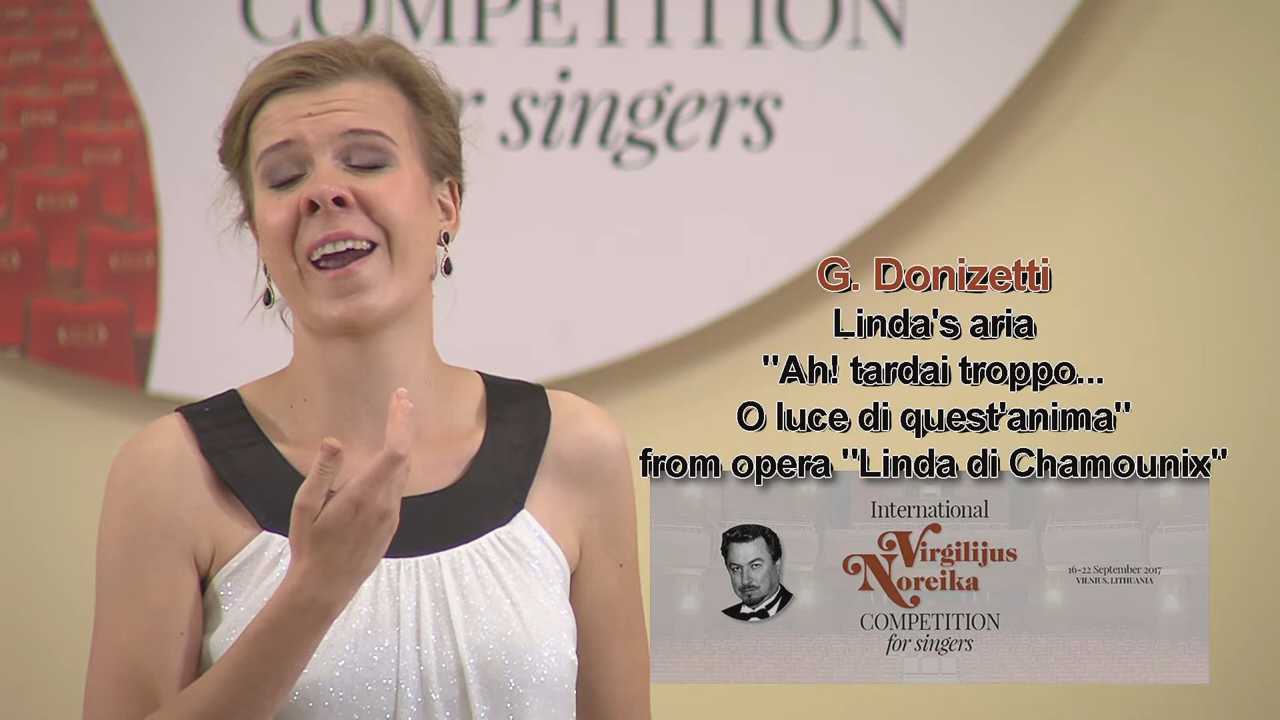 COMPETITION
for singers
G. Donizetti
Linda's aria
"Ah! tardai troppo...
O luce di quest'anima"
from opera "Linda di Chamounix"
International
Virgilijus
Noreika
COMPETITION
for singers
16-22 September 2017
VILNIUS, LITHUANIA